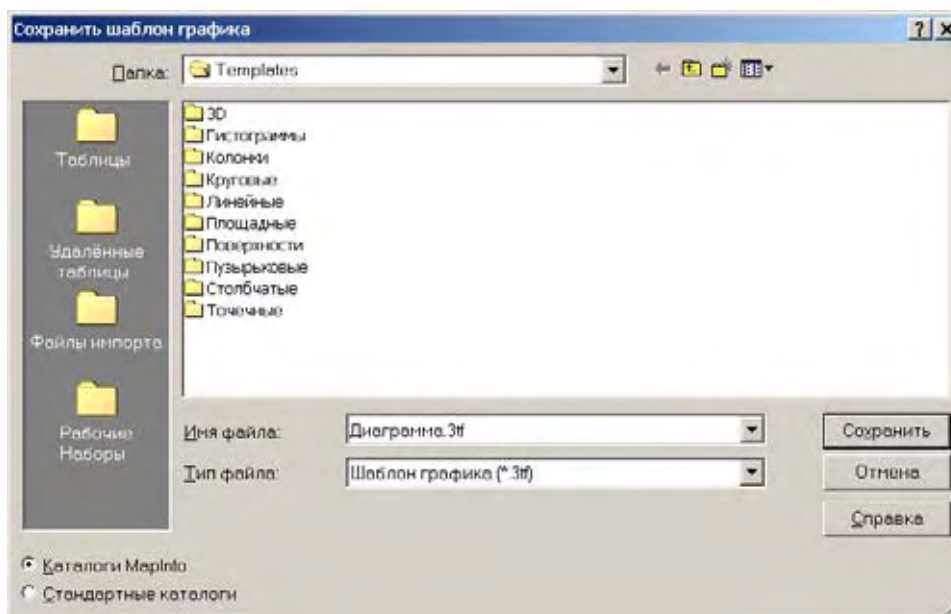 Сохранить шаблон графика
Папка: Templates
Таблицы
Удалённые
таблицы
Файлы импорта
Рабочие
Наборы
3D
Гистограммы
Колонки
Круговые
Линейные
Площадные
Поверхности
Пузырьковые
Столбчатые
Точечные
Имя файла: Диаграмма.3tf
Сохранить
Тип файла: Шаблон графика (*.3tf)
Отмена
Справка
Каталоги MapInfo
Стандартные каталоги